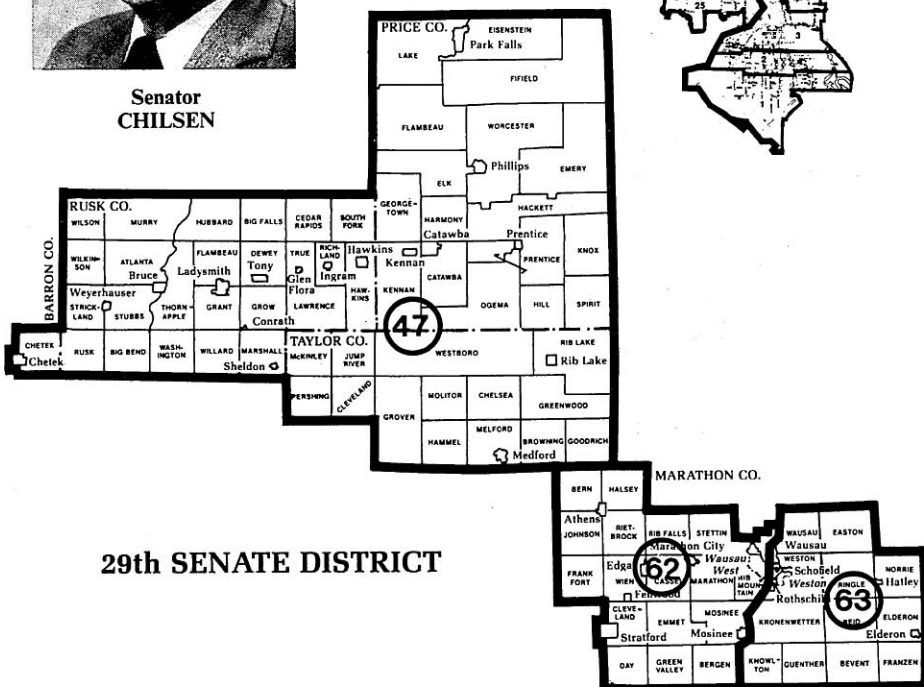 Senator
CHILSEN
25
3
2
PRICE CO.
EISENSTEIN
Park Falls
LAKE
FIFIELD
FLAMBEAU
WORCESTER
Phillips
EMERY
ELK
GEORGE-
TOWN
HACKETT
HARMONY
Catawba
Prentice
KNOX
PRENTICE
Kennan
KENNAN
CATAWBA
OGEMA
HILL
SPIRIT
RUSK CO.
WILSON
MURRY
HUBBARD
BIG FALLS
CEDAR
RAPIDS
SOUTH
FORK
BARRON CO.
WILKIN-
SON
ATLANTA
Bruce
FLAMBEAU
Ladysmith
DEWEY
Tony
TRUE
Glen
Flora
RICH-
LAND
Ingram
Hawkins
HAW-
KINS
Weyerhauser
STRICK-
LAND
STUBBS
THORN-
APPLE
GRANT
GROW
LAWRENCE
Conrath
CHETEK
Chetek
RUSK
BIG BEND
WASH-
INGTON
WILLARD
MARSHALL
Sheldon
47
TAYLOR CO.
McKINLEY
JUMP
RIVER
WESTBORO
RIB LAKE
Rib Lake
PERSHING
CLEVELAND
GROVER
MOLITOR
CHELSEA
GREENWOOD
HAMMEL
MELFORD
BROWNING
GOODRICH
Medford
MARATHON CO.
BERN
HALSEY
Athens
JOHNSON
RIET-
BROCK
RIB FALLS
STETTIN
Marathon City
Wausau
West
WAUSAU
EASTON
Wausau
WESTON
Schofield
Weston
Rothschild
FRANK
FORT
Edga
WIEN
CASSEL
MARATHON
RIB
MOUN
TAIN
62
Fenwood
RINGLE
NORRIE
Hatley
63
CLEVE-
LAND
EMMET
MOSINEE
Mosinee
Stratford
KRONENWETTER
REID
ELDERON
Elderon
DAY
GREEN
VALLEY
BERGEN
KNOWL-
TON
GUENTHER
BEVENT
FRANZEN
29th SENATE DISTRICT